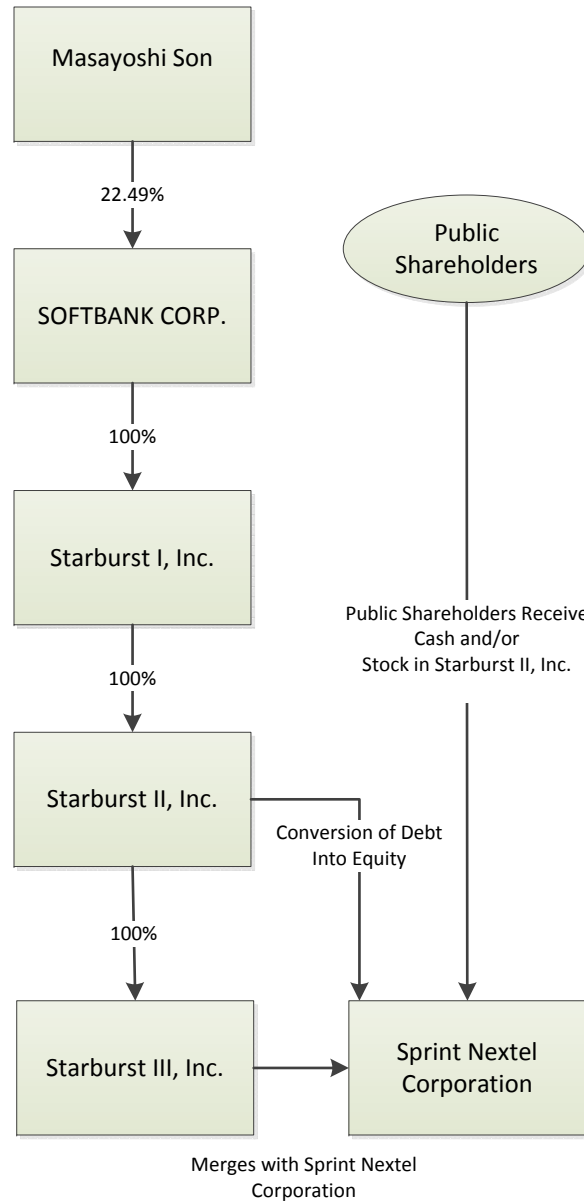 Masayoshi Son
22.49%
Public
Shareholders
SOFTBANK CORP.
100%
Starburst I, Inc.
Public Shareholders Receive
Cash and/or
Stock in Starburst II, Inc.
100%
Starburst II, Inc.
Conversion of Debt
Into Equity
100%
Starburst III, Inc.
Sprint Nextel
Corporation
Merges with Sprint Nextel
Corporation